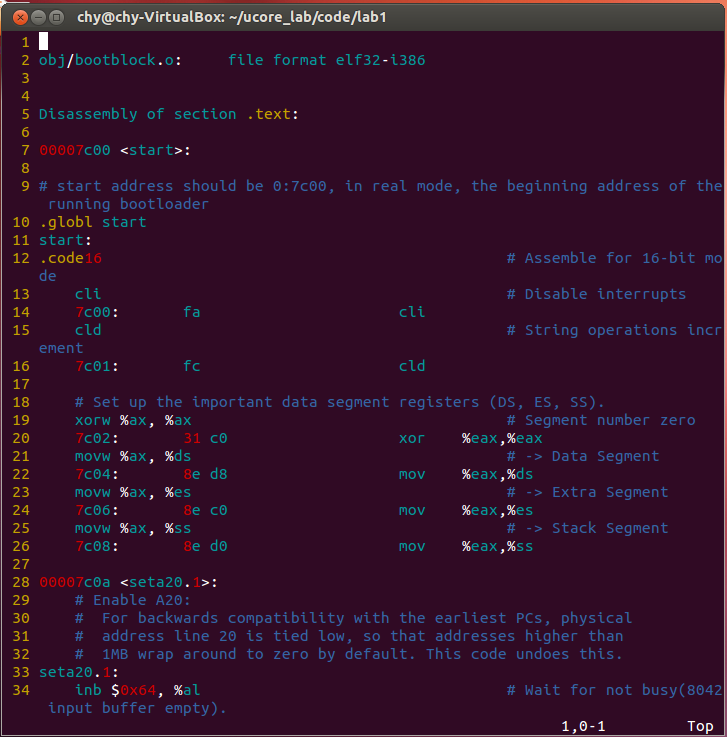 chy@chy-VirtualBox: ~/ucore_lab/code/lab1
1
2 obj/bootblock.o:     file format elf32-i386
3
4
5 Disassembly of section .text:
6
7 00007c00 <start>:
8
9 # start address should be 0:7c00, in real mode, the beginning address of the
running bootloader
10 .globl start
11 start:
12 .code16                                             # Assemble for 16-bit mo
de
13     cli                                             # Disable interrupts
14     7c00:       fa                      cli
15     cld                                             # String operations incr
ement
16     7c01:       fc                      cld
17
18     # Set up the important data segment registers (DS, ES, SS).
19     xorw %ax, %ax                                   # Segment number zero
20     7c02:       31 c0                   xor    %eax,%eax
21     movw %ax, %ds                                   # -> Data Segment
22     7c04:       8e d8                   mov    %eax,%ds
23     movw %ax, %es                                   # -> Extra Segment
24     7c06:       8e c0                   mov    %eax,%es
25     movw %ax, %ss                                   # -> Stack Segment
26     7c08:       8e d0                   mov    %eax,%ss
27
28 00007c0a <seta20.1>:
29     # Enable A20:
30     #  For backwards compatibility with the earliest PCs, physical
31     #  address line 20 is tied low, so that addresses higher than
32     #  1MB wrap around to zero by default. This code undoes this.
33 seta20.1:
34     inb $0x64, %al                                  # Wait for not busy(8042
input buffer empty).
1,0-1         Top